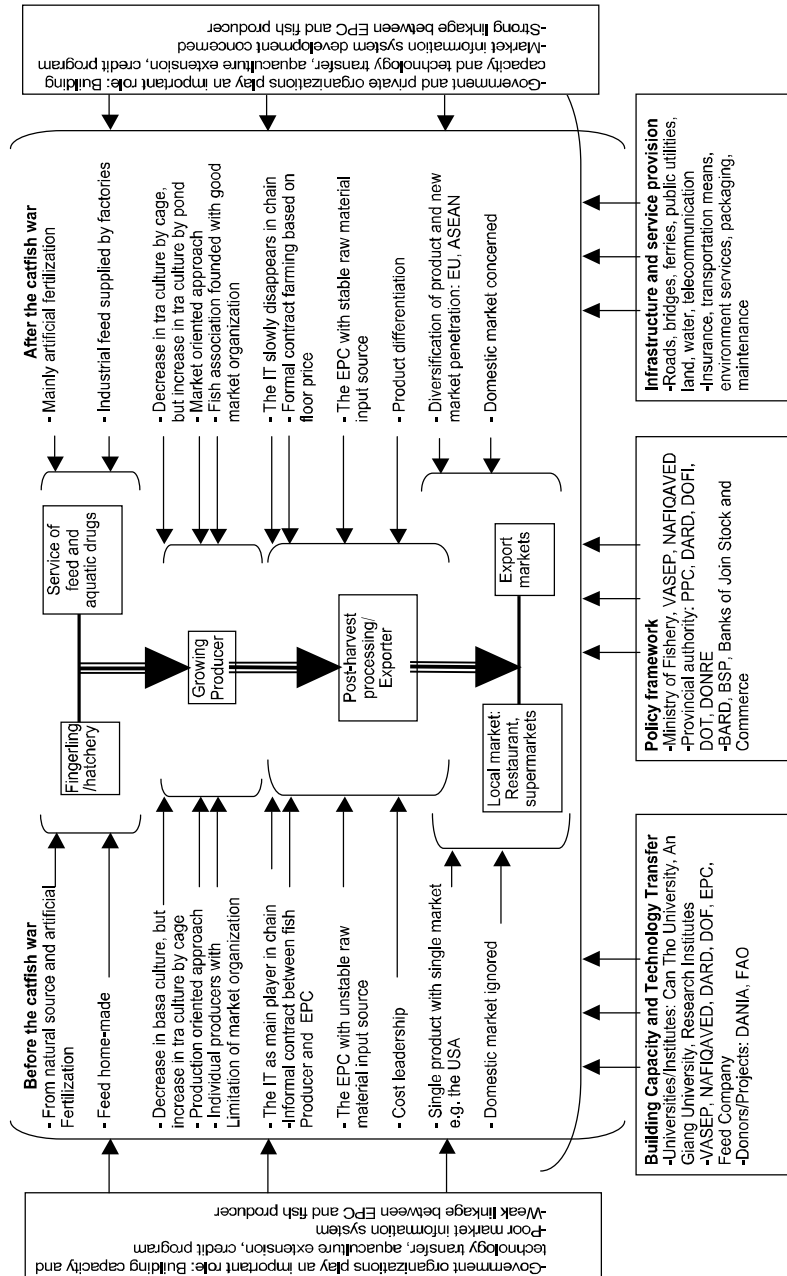 -Government organizations play an important role: Building capacity and
technology transfer, aquaculture extension, credit program
-Poor market information system
-Weak linkage between EPC and fish producer
Before the catfish war
- From natural source and artificial
Fertilization
- Feed home-made
- Decrease in basa culture, but
increase in tra culture by cage
- Production oriented approach
- Individual producers with
Limitation of market organization
- The IT as main player in chain
-Informal contract between fish
Producer and EPC
- The EPC with unstable raw
material input source
- Cost leadership
- Single product with single market
e.g. the USA
- Domestic market ignored
Fingerling
/hatchery
Service of
feed and
aquatic drugs
Growing
Producer
Post-harvest
processing/
Exporter
Local market:
Restaurant,
supermarkets
Export
markets
After the catfish war
- Mainly artificial fertilization
- Industrial feed supplied by factories
- Decrease in tra culture by cage,
but increase in tra culture by pond
- Market oriented approach
- Fish association founded with good
market organization
- The IT slowly disappears in chain
- Formal contract farming based on
floor price
- The EPC with stable raw material
input source
- Product differentiation
- Diversification of product and new
market penetration: EU, ASEAN
- Domestic market concerned
-Government and private organizations play an important role: Building
capacity and technology transfer, aquaculture extension, credit program
-Market information system development concerned
-Strong linkage between EPC and fish producer
Building Capacity and Technology Transfer
-Universities/Institutes: Can Tho University, An
Giang University, Research Institutes
-VASEP, NAFIQAVED, DARD, DOF, EPC,
Feed Company
-Donors/Projects: DANIA, FAO
Policy framework
-Ministry of Fishery, VASEP, NAFIQAVED
-Provincial authority: PPC, DARD, DOFI,
DOT, DONRE
-BARD, BSP, Banks of Join Stock and
Commerce
Infrastructure and service provision
-Roads, bridges, ferries, public utilities,
land, water, telecommunication
-Insurance, transportation means,
environment services, packaging,
maintenance